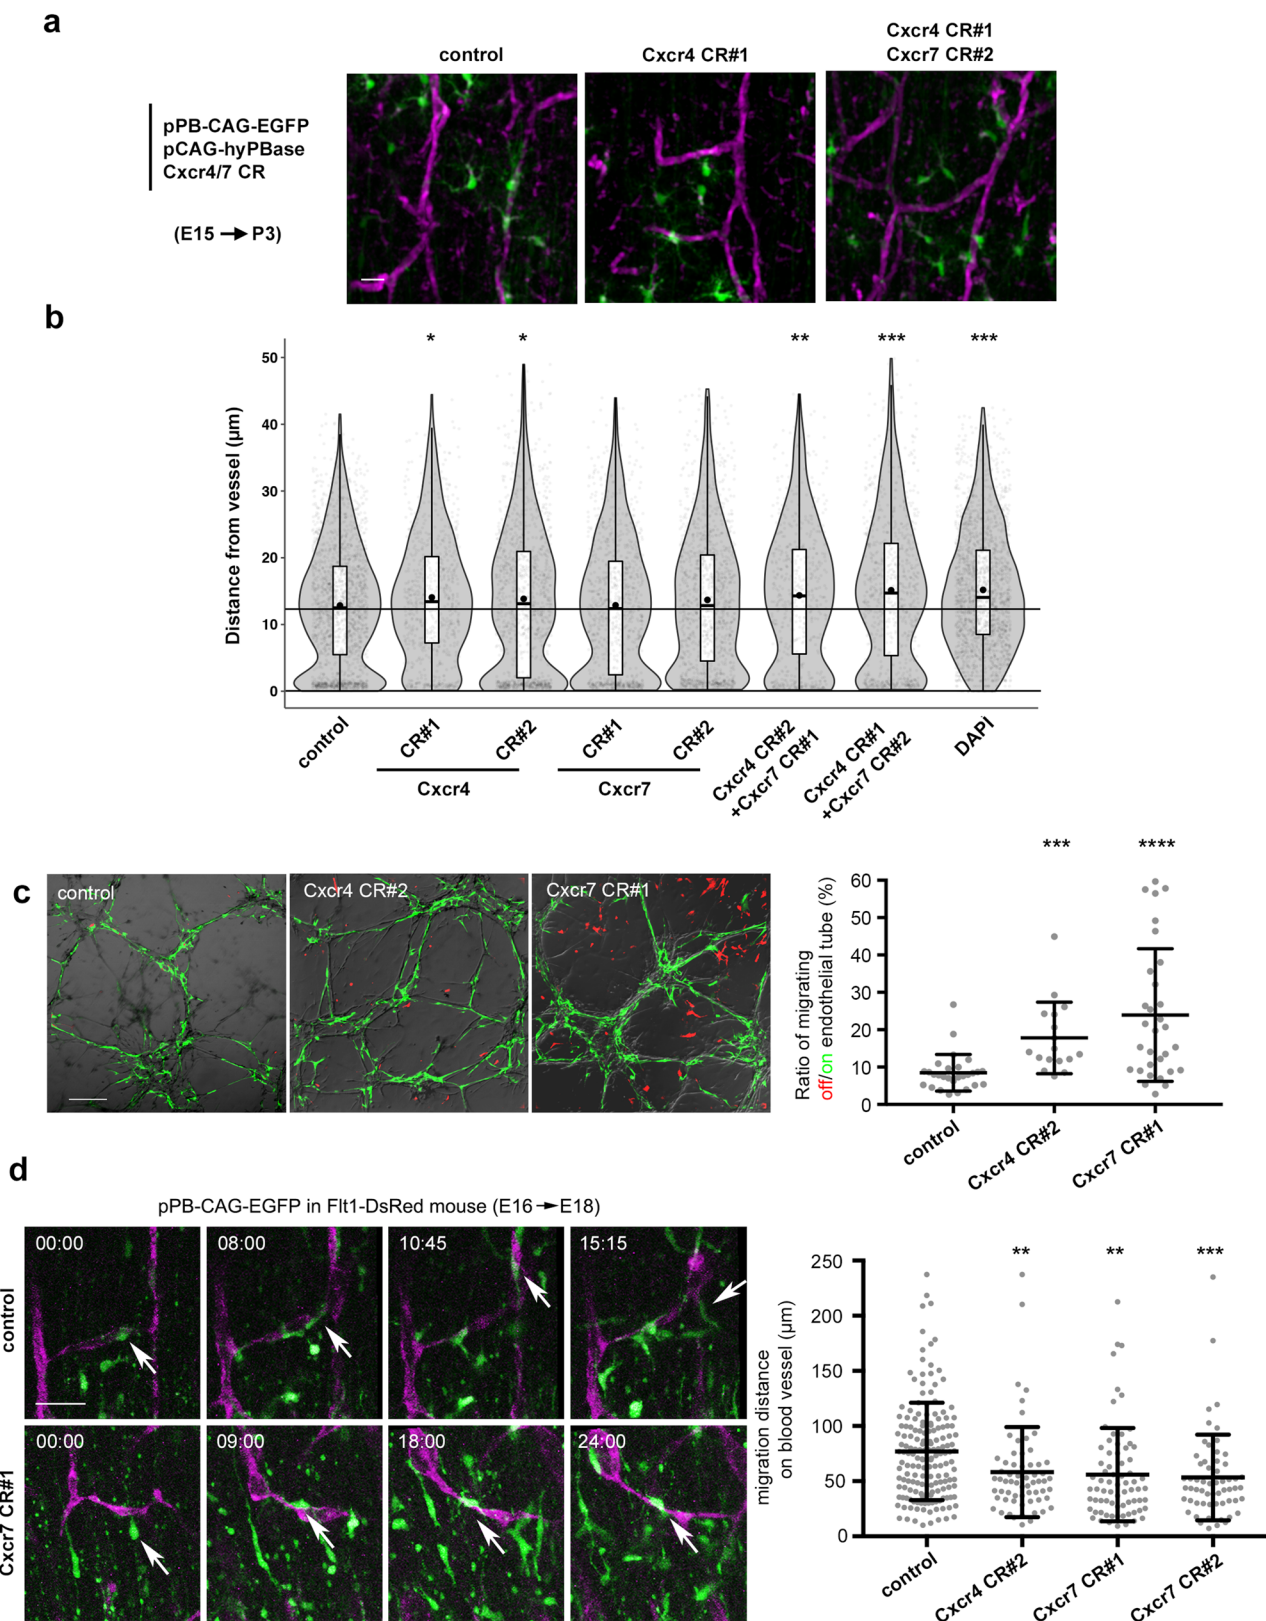 a
control
Cxcr4 CR#1
Cxcr4 CR#1
Cxcr7 CR#2
pPB-CAG-EGFP
pCAG-hyPBase
Cxcr4/7 CR
(E15 → P3)
b
* * ** *** ***
Distance from vessel (µm)
50
40
30
20
10
0
control
CR#1
CR#2
CR#1
CR#2
Cxcr4 CR#2
+Cxcr7 CR#1
Cxcr4 CR#1
+Cxcr7 CR#2
DAPI
Cxcr4
Cxcr7
c
control
Cxcr4 CR#2
Cxcr7 CR#1
*** ****
Ratio of migrating
off/on endothelial tube (%)
60
50
40
30
20
10
0
control
Cxcr4 CR#2
Cxcr7 CR#1
d
pPB-CAG-EGFP in Flt1-DsRed mouse (E16 → E18)
control
00:00
08:00
10:45
15:15
Cxcr7 CR#1
00:00
09:00
18:00
24:00
** ** ***
migration distance
on blood vessel (µm)
250
200
150
100
50
0
control
Cxcr4 CR#2
Cxcr7 CR#1
Cxcr7 CR#2